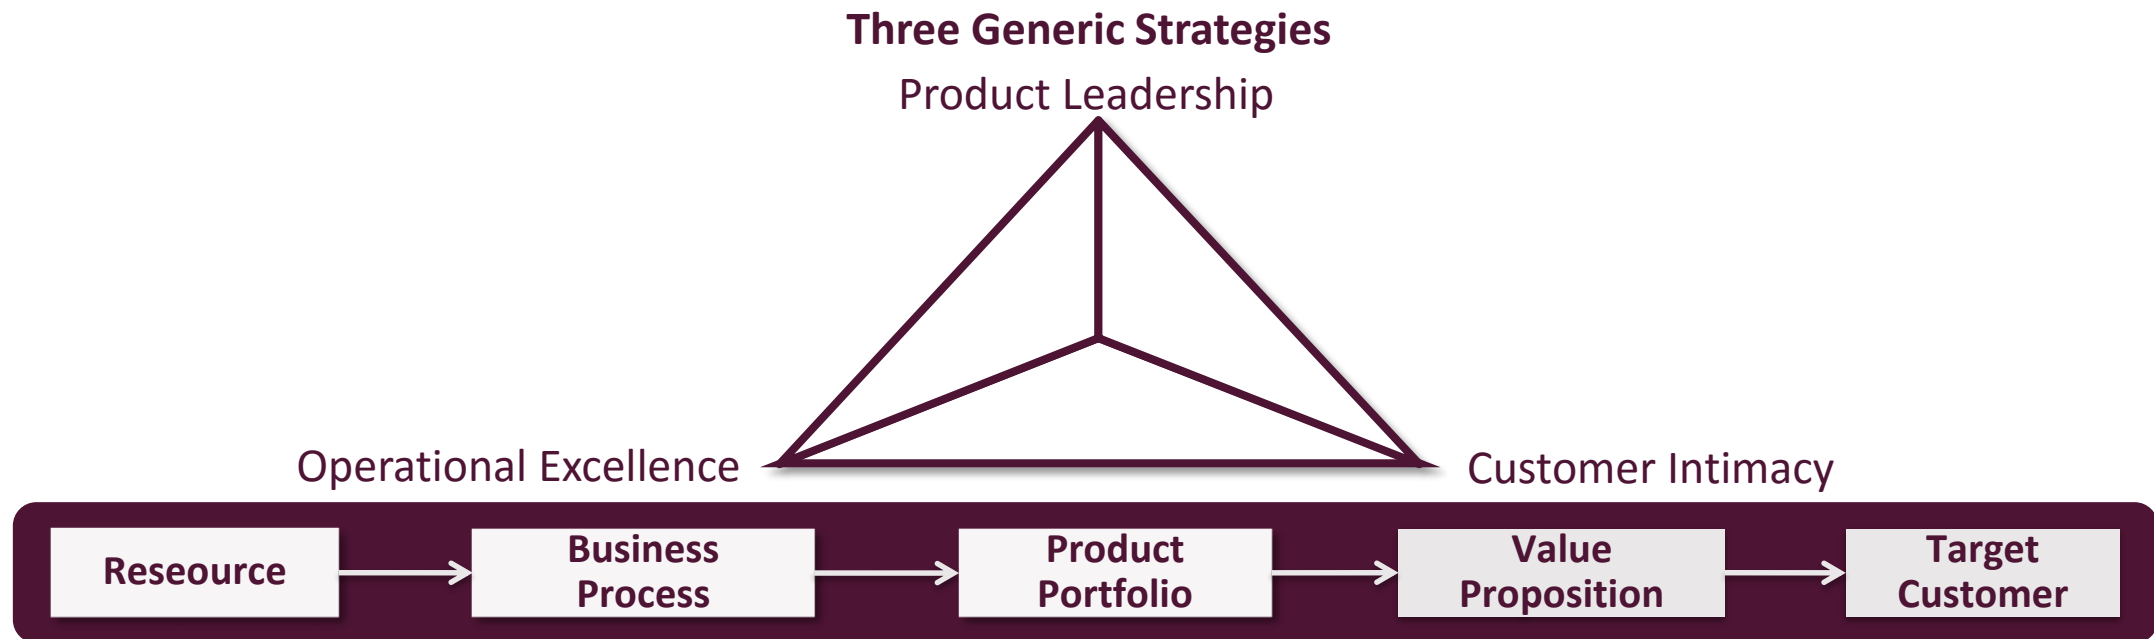 Three Generic Strategies
Product Leadership
Operational Excellence
Customer Intimacy
Reseource
Business
Process
Product
Portfolio
Value
Proposition
Target
Customer